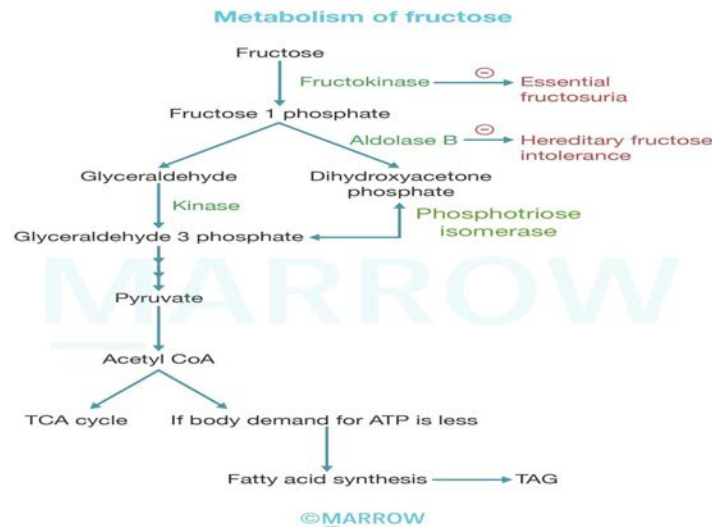 Metabolism of fructose
Fructose
Fructokinase
Essential
fructosuria
Fructose 1 phosphate
Aldolase B
Hereditary fructose
intolerance
Glyceraldehyde
Dihydroxyacetone
phosphate
Kinase
Phosphotriose
isomerase
Glyceraldehyde 3 phosphate
MARROW
Pyruvate
Acetyl CoA
TCA cycle
If body demand for ATP is less
Fatty acid synthesis
TAG
©MARROW